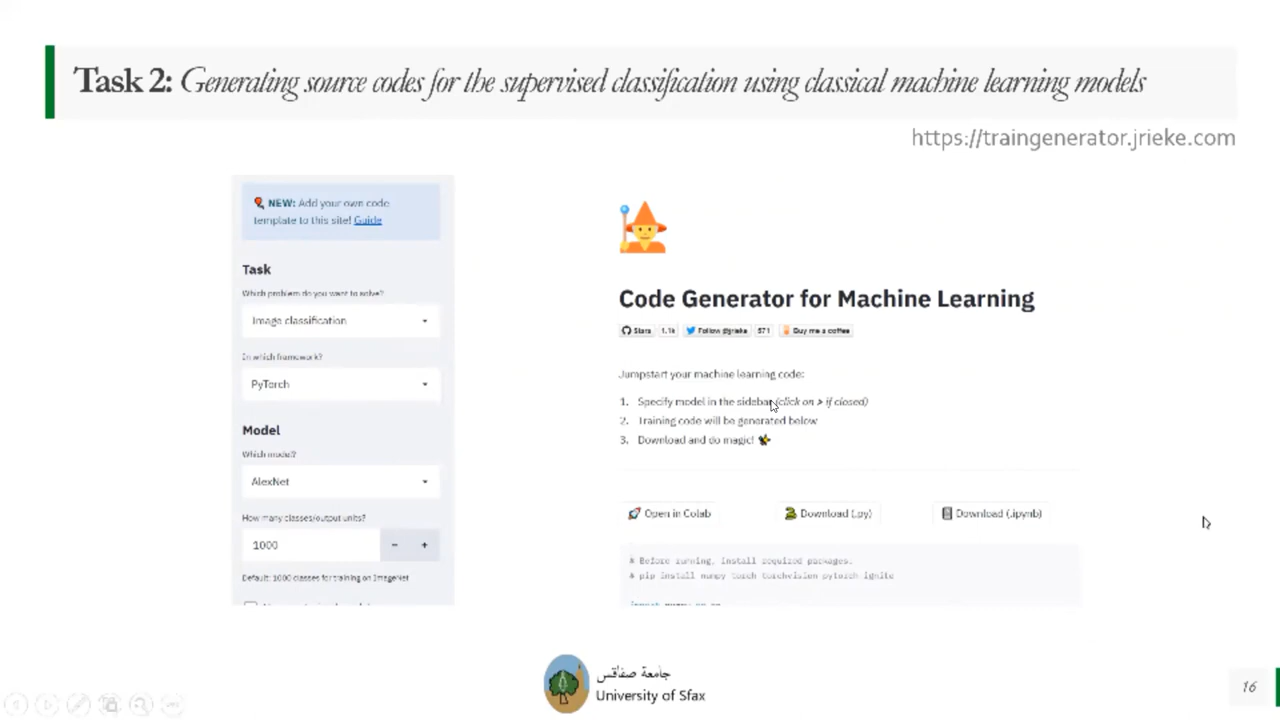 Task 2: Generating source codes for the supervised classification using classical machine learning models
https://traingenerator.jrieke.com
NEW: Add your own code
template to this site! Guide
Task
Which problem do you want to solve?
Image classification
In which framework?
PyTorch
Model
Which model?
AlexNet
How many classes/output units?
1000
Default: 1000 classes for training on ImageNet
Code Generator for Machine Learning
Stars 1.1k Follow @jrieke 571 Buy me a coffee
Jumpstart your machine learning code:
1. Specify model in the sidebar (click on > if closed)
2. Training code will be generated below
3. Download and do magic!
Open in Colab
Download (.py)
Download (.ipynb)
# Before running, install required packages.
# pip install numpy torch torchvision pytorch ignite
جامعة صفاقس
University of Sfax
16